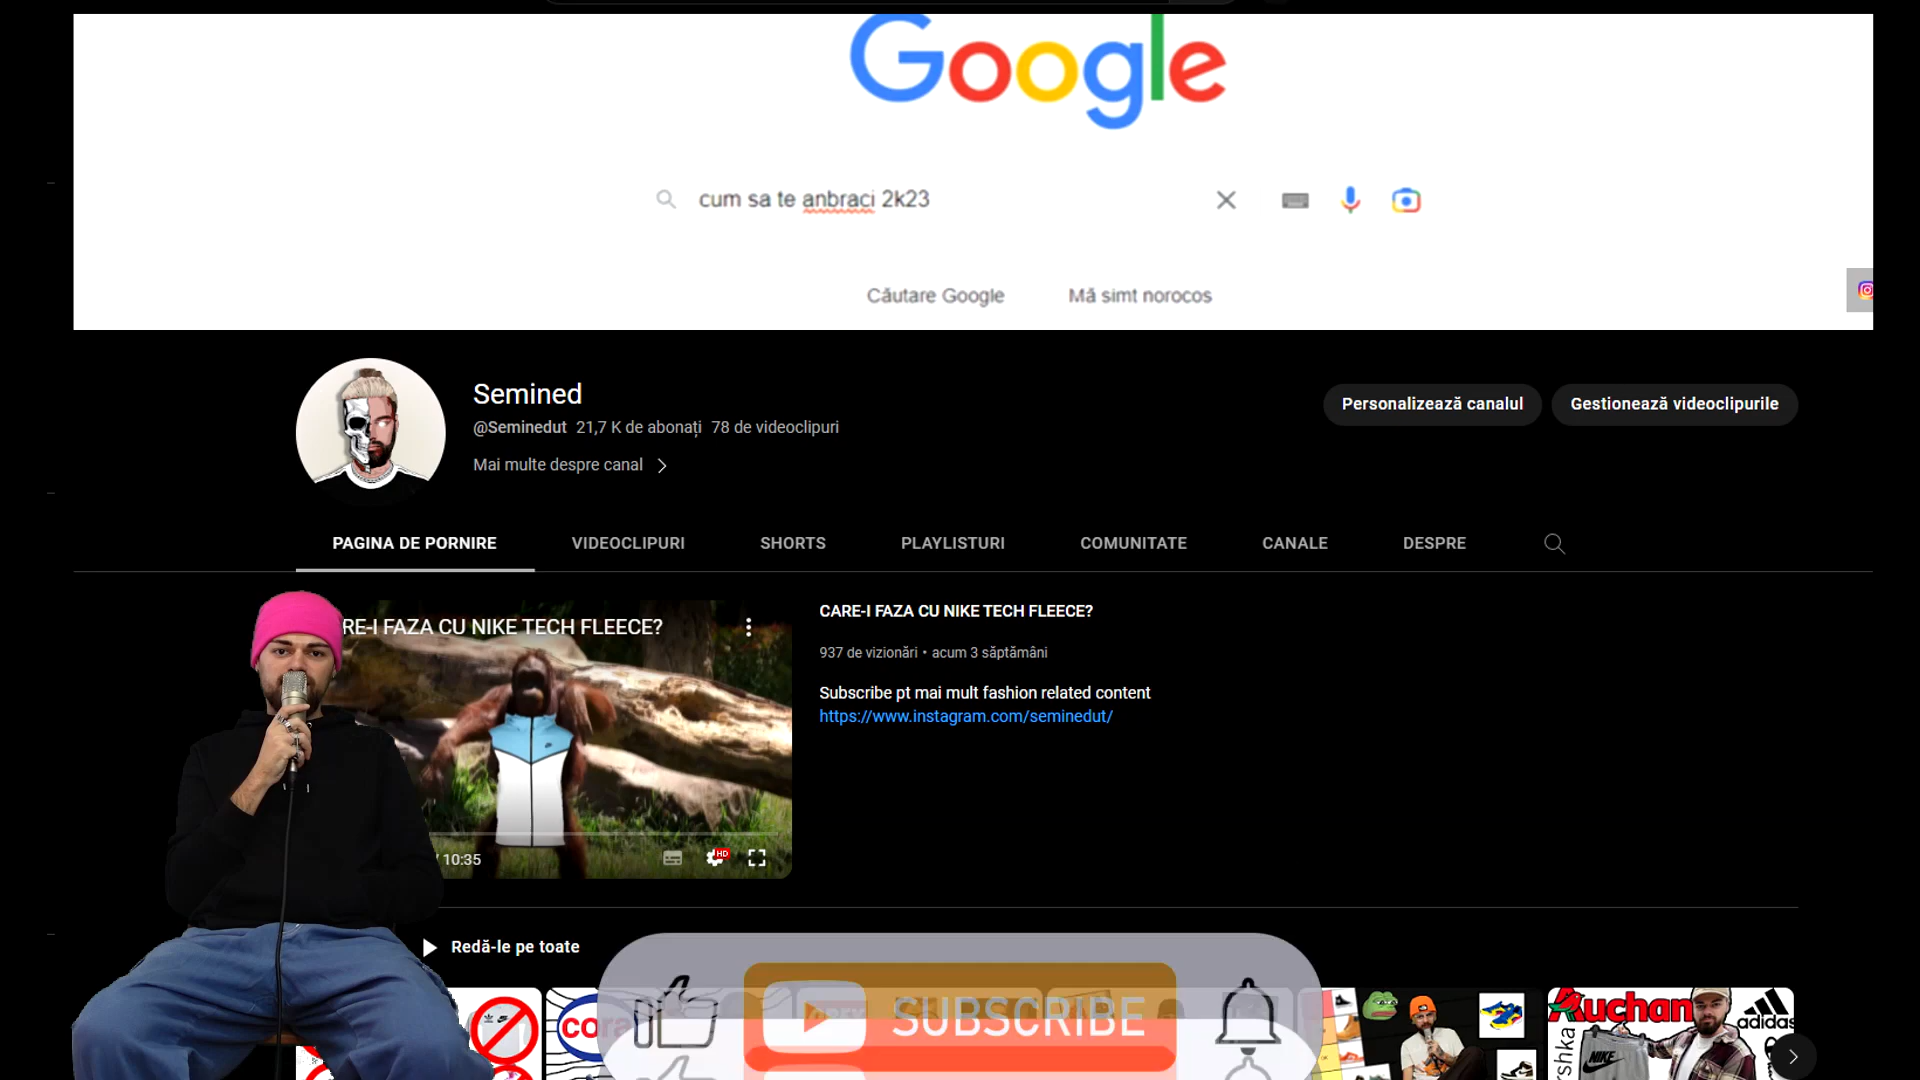 Google
cum sa te anbraci 2k23
Căutare Google
Mă simt norocos
Semined
@Seminedut 21,7 K de abonați 78 de videoclipuri
Mai multe despre canal
Personalizează canalul
Gestionează videoclipurile
PAGINA DE PORNIRE
VIDEOCLIPURI
SHORTS
PLAYLISTURI
COMUNITATE
CANALE
DESPRE
RE-I FAZA CU NIKE TECH FLEECE?
/ 10:35
HD
CARE-I FAZA CU NIKE TECH FLEECE?
937 de vizionări • acum 3 săptămâni
Subscribe pt mai mult fashion related content
https://www.instagram.com/seminedut/
Redă-le pe toate
cora
SUBSCRIBE
Auchan
adidas
rshka
NIKE